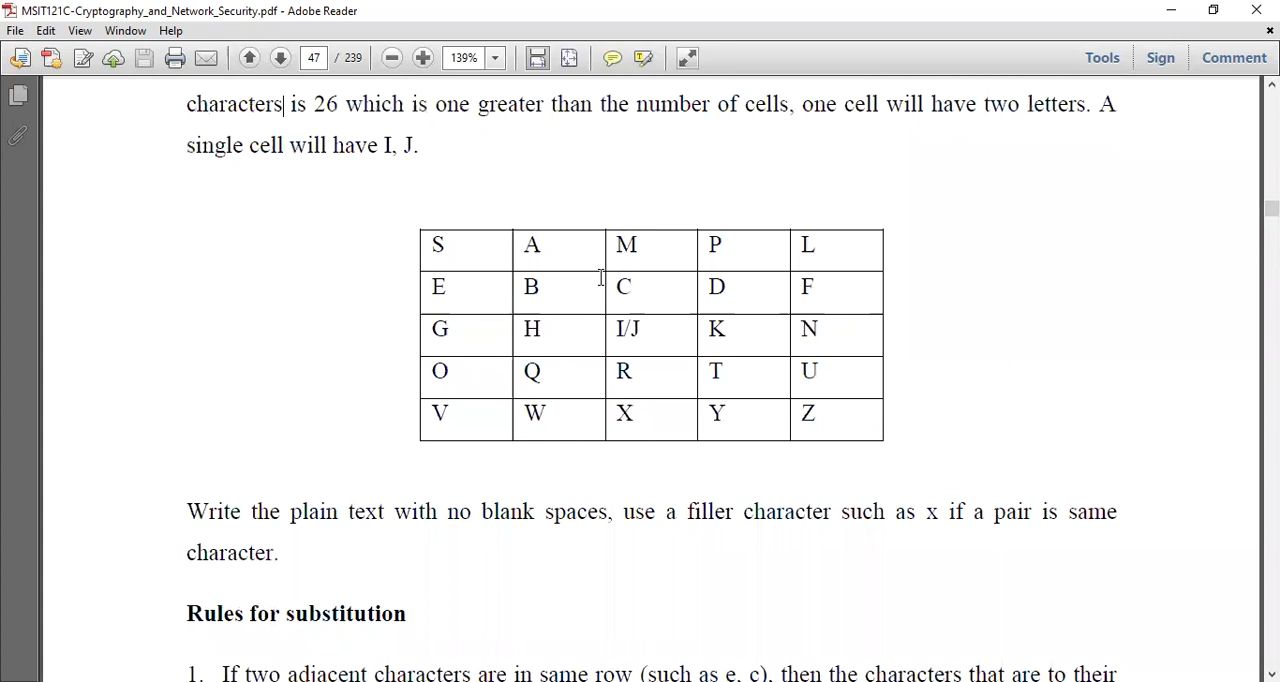 MSIT121C-Cryptography_and_Network_Security.pdf - Adobe Reader
File Edit View Window Help
47 / 239 139% Tools Sign Comment
characters is 26 which is one greater than the number of cells, one cell will have two letters. A
single cell will have I, J.
S A M P L
E B C D F
G H I/J K N
O Q R T U
V W X Y Z
Write the plain text with no blank spaces, use a filler character such as x if a pair is same
character.
Rules for substitution
1. If two adjacent characters are in same row (such as e, c), then the characters that are to their